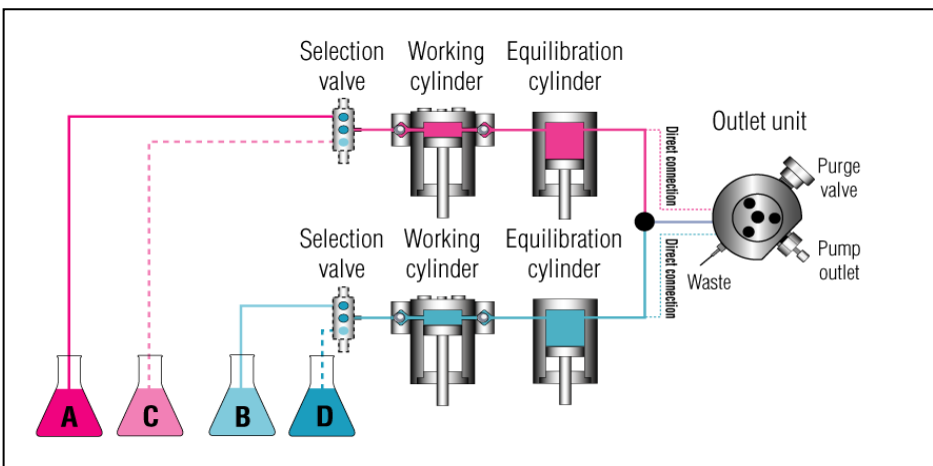 Selection
valve
Working
cylinder
Equilibration
cylinder
Outlet unit
Direct connection
Purge
valve
Selection
valve
Working
cylinder
Equilibration
cylinder
Direct connection
Waste
Pump
outlet
A
C
B
D